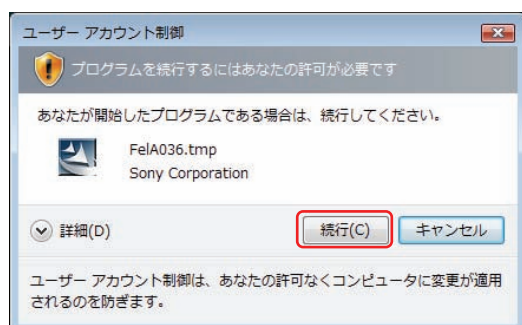 ユーザー アカウント制御
プログラムを続行するにはあなたの許可が必要です
あなたが開始したプログラムである場合は、続行してください。
FelA036.tmp
Sony Corporation
詳細(D)
続行(C)
キャンセル
ユーザー アカウント制御は、あなたの許可なくコンピュータに変更が適用
されるのを防ぎます。